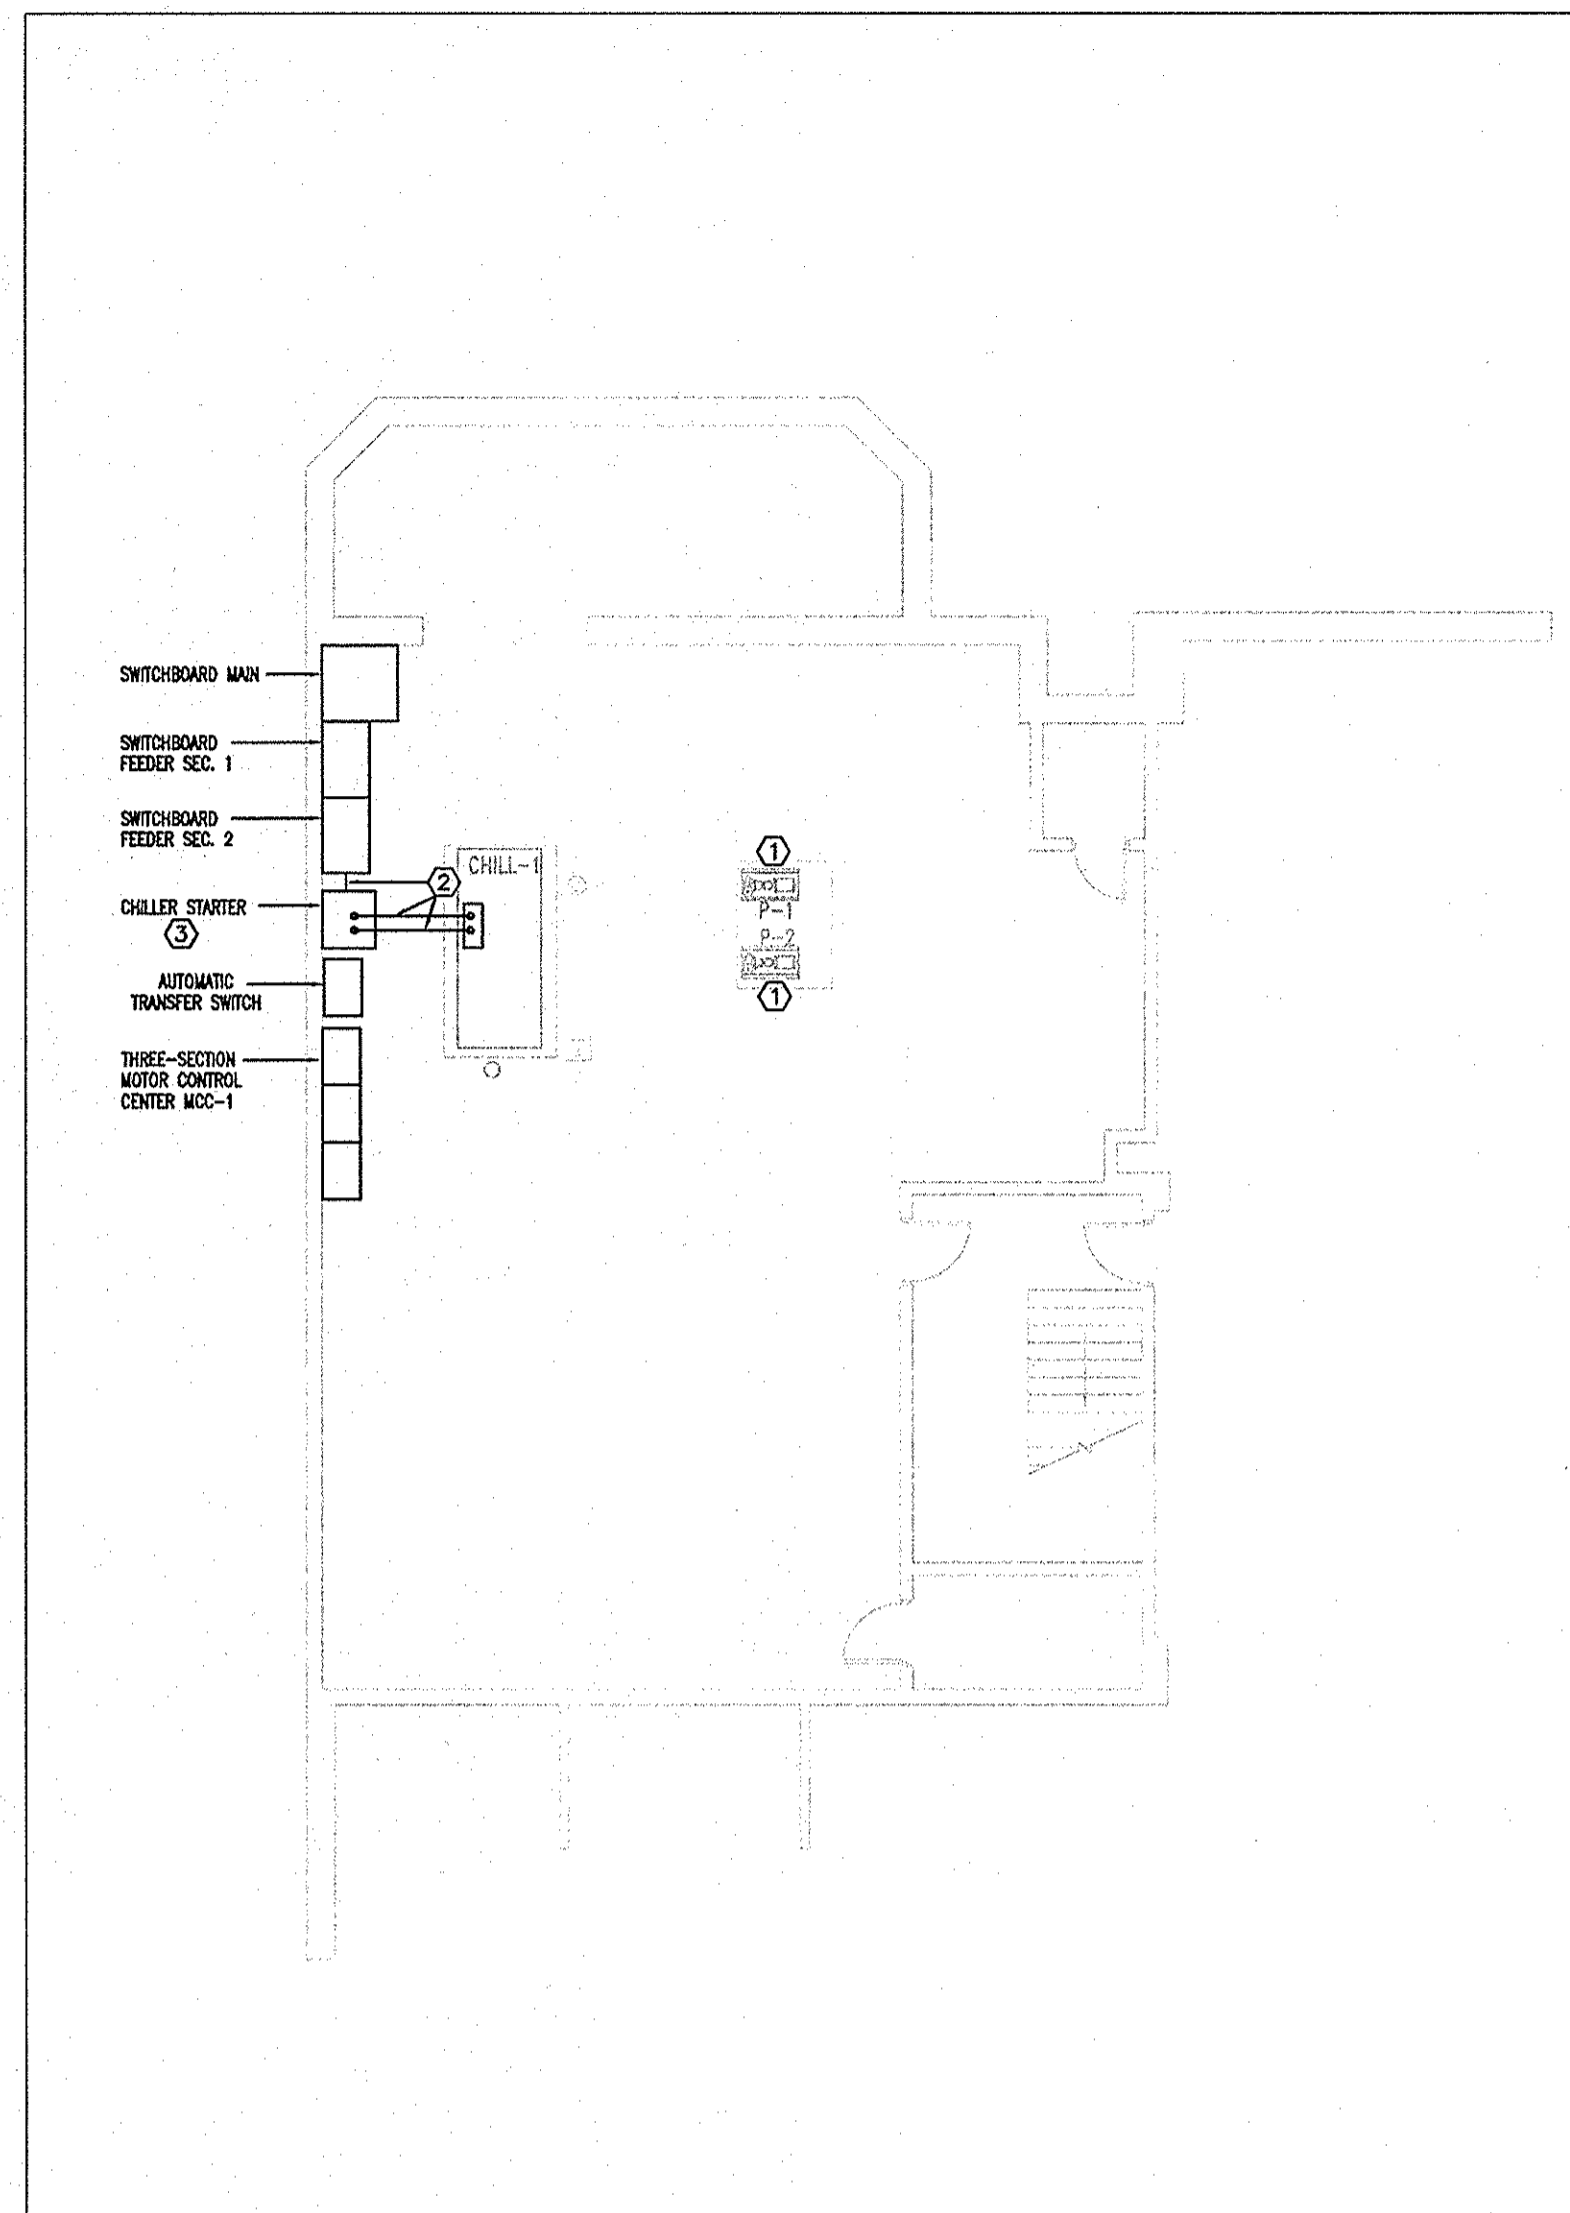 SWITCHBOARD MAIN
SWITCHBOARD
FEEDER SEC. 1
SWITCHBOARD
FEEDER SEC. 2
CHILL-1
1
2
CHILLER STARTER
3
P-1
P-2
1
AUTOMATIC
TRANSFER SWITCH
THREE-SECTION
MOTOR CONTROL
CENTER MCC-1